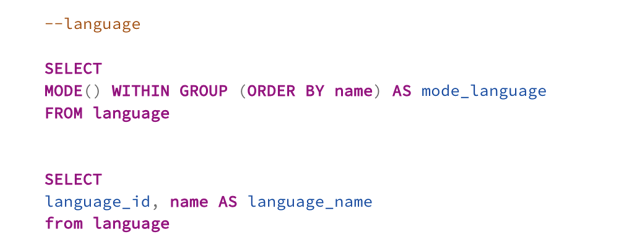 --language
SELECT
MODE() WITHIN GROUP (ORDER BY name) AS mode_language
FROM language
SELECT
language_id, name AS language_name
from language